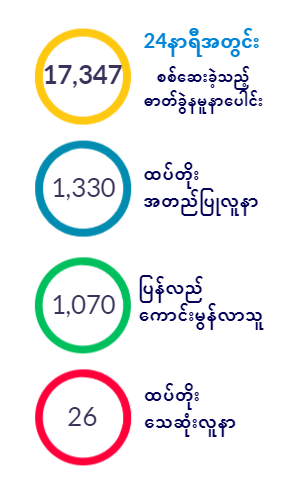 24နာရီအတွင်း
17,347
စစ်ဆေးခဲ့သည့်
ဓာတ်ခွဲနမူနာပေါင်း
1,330
ထပ်တိုး
အတည်ပြုလူနာ
1,070
ပြန်လည်
ကောင်းမွန်လာသူ
26
ထပ်တိုး
သေဆုံးလူနာ